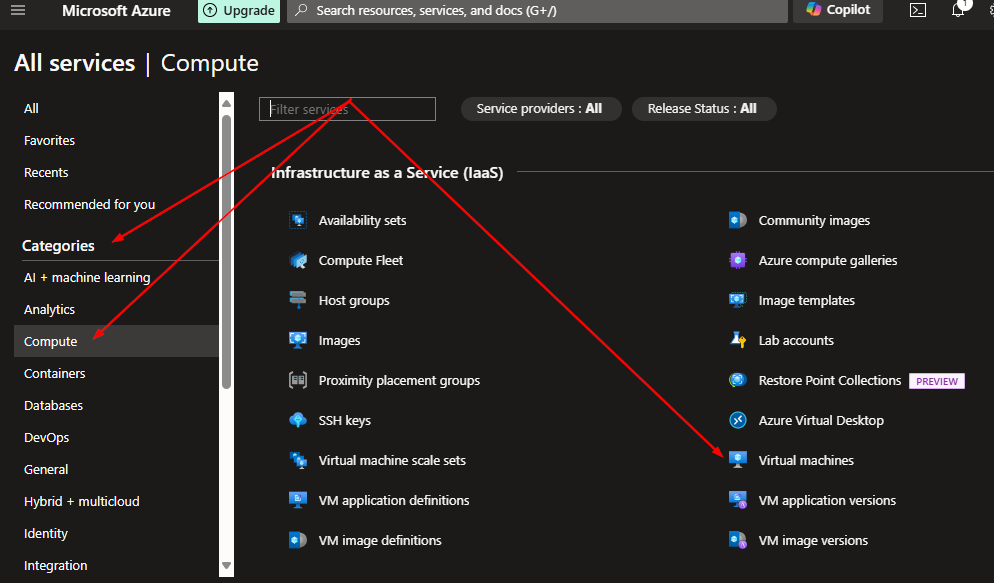 Microsoft Azure
Upgrade
Search resources, services, and docs (G+/)
Copilot
1
All services | Compute
All
Favorites
Recents
Recommended for you
Categories
AI + machine learning
Analytics
Compute
Containers
Databases
DevOps
General
Hybrid + multicloud
Identity
Integration
Filter services
Service providers : All
Release Status : All
Infrastructure as a Service (IaaS)
Availability sets
Community images
Compute Fleet
Azure compute galleries
Host groups
Image templates
Images
Lab accounts
Proximity placement groups
Restore Point Collections PREVIEW
SSH keys
Azure Virtual Desktop
Virtual machine scale sets
Virtual machines
VM application definitions
VM application versions
VM image definitions
VM image versions